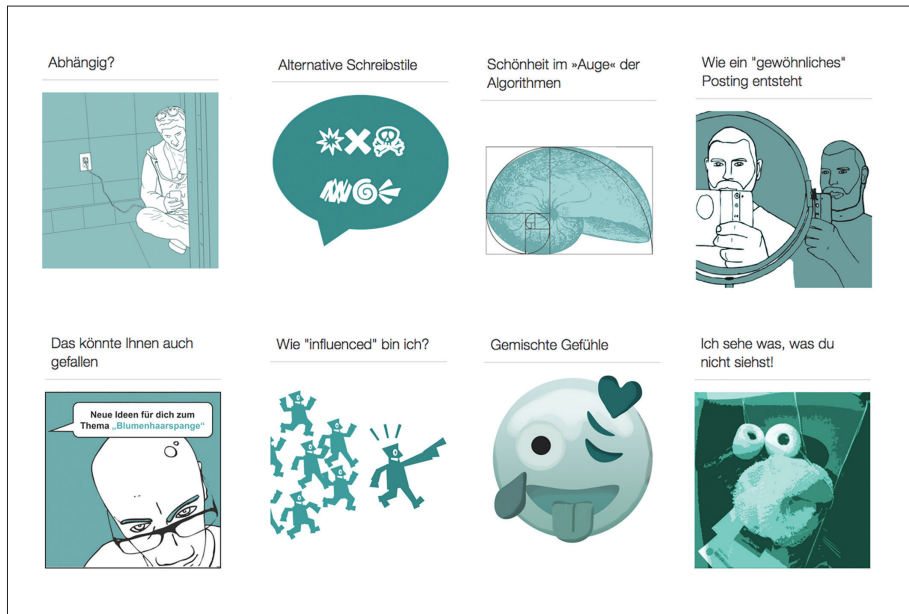 Abhängig?
Alternative Schreibstile
Schönheit im »Auge« der
Algorithmen
Wie ein "gewöhnliches"
Posting entsteht
Das könnte Ihnen auch
gefallen
Neue Ideen für dich zum
Thema „Blumenhaarspange“
Wie "influenced" bin ich?
Gemischte Gefühle
Ich sehe was, was du
nicht siehst!